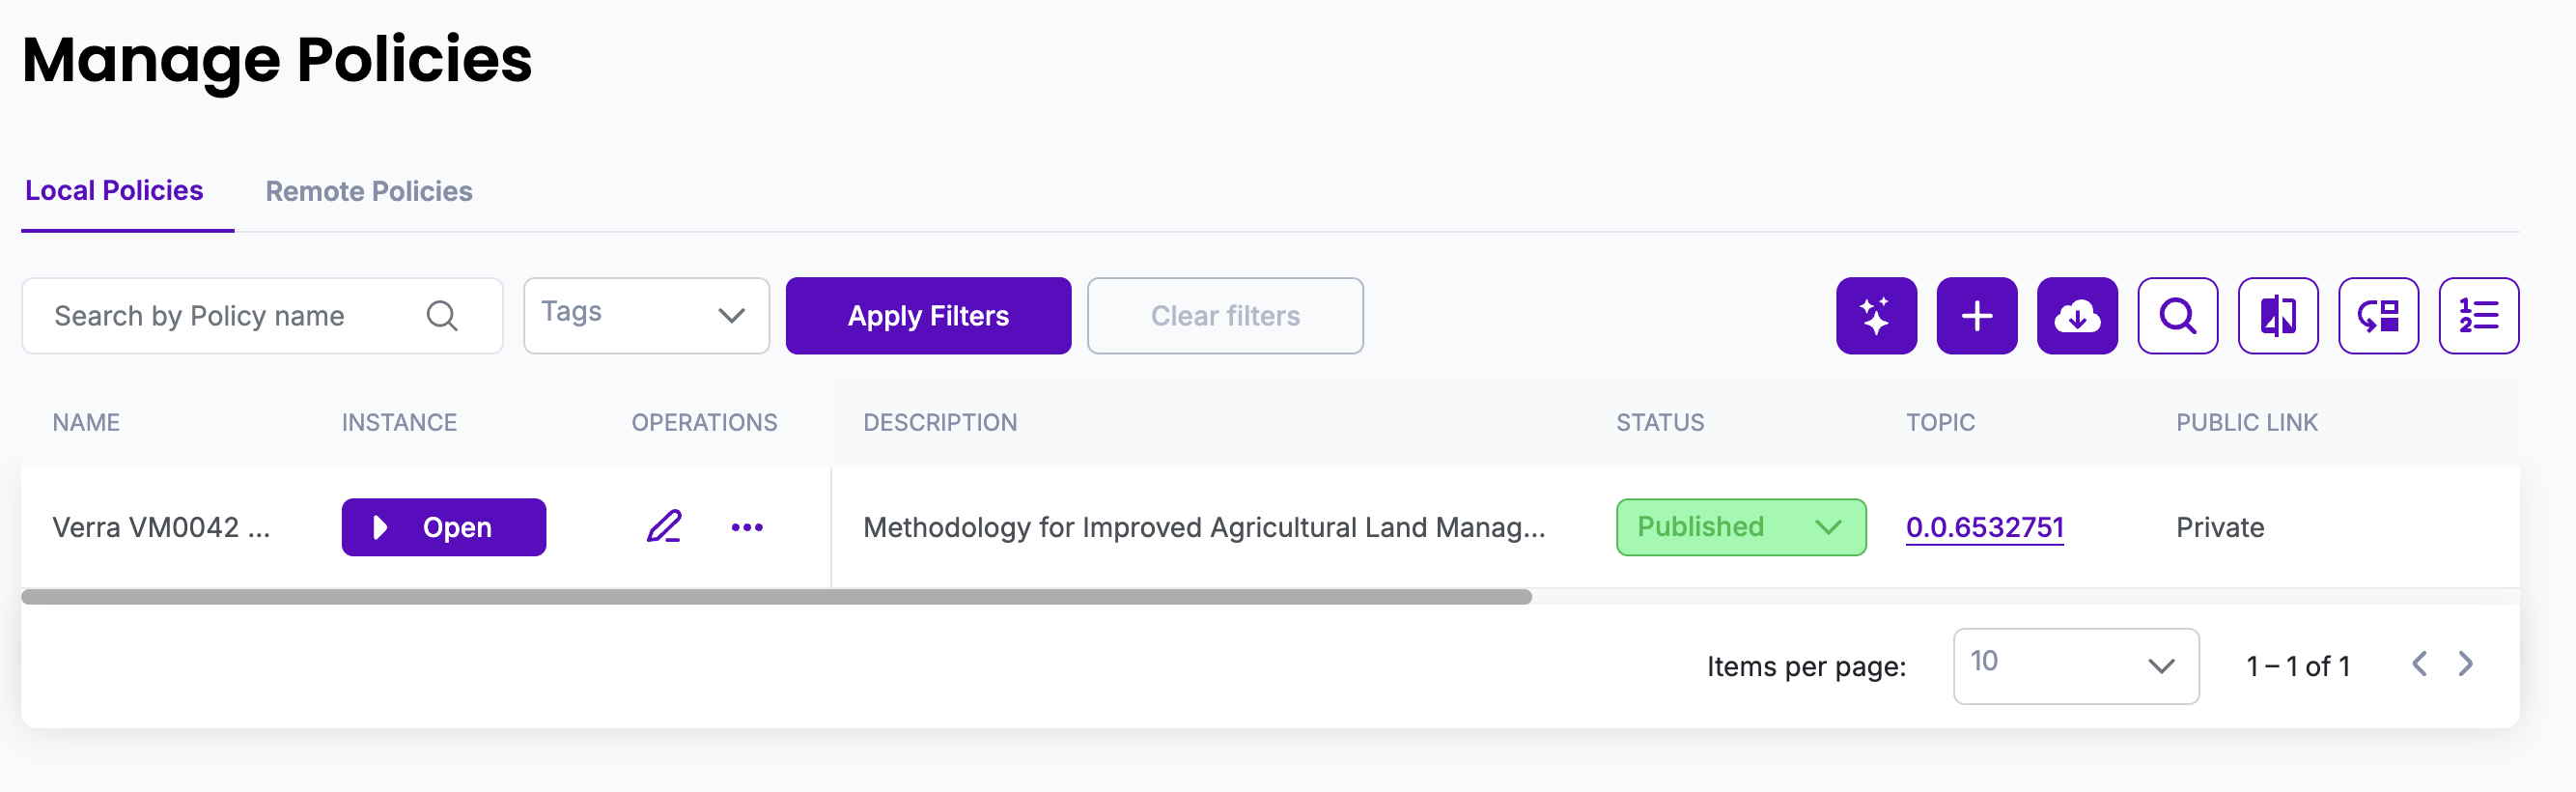 Manage Policies
Local Policies Remote Policies
Search by Policy name Tags Apply Filters Clear filters
NAME INSTANCE OPERATIONS DESCRIPTION STATUS TOPIC PUBLIC LINK
Verra VM0042 ... Open Methodology for Improved Agricultural Land Manag... Published 0.0.6532751 Private
Items per page: 10 1 – 1 of 1